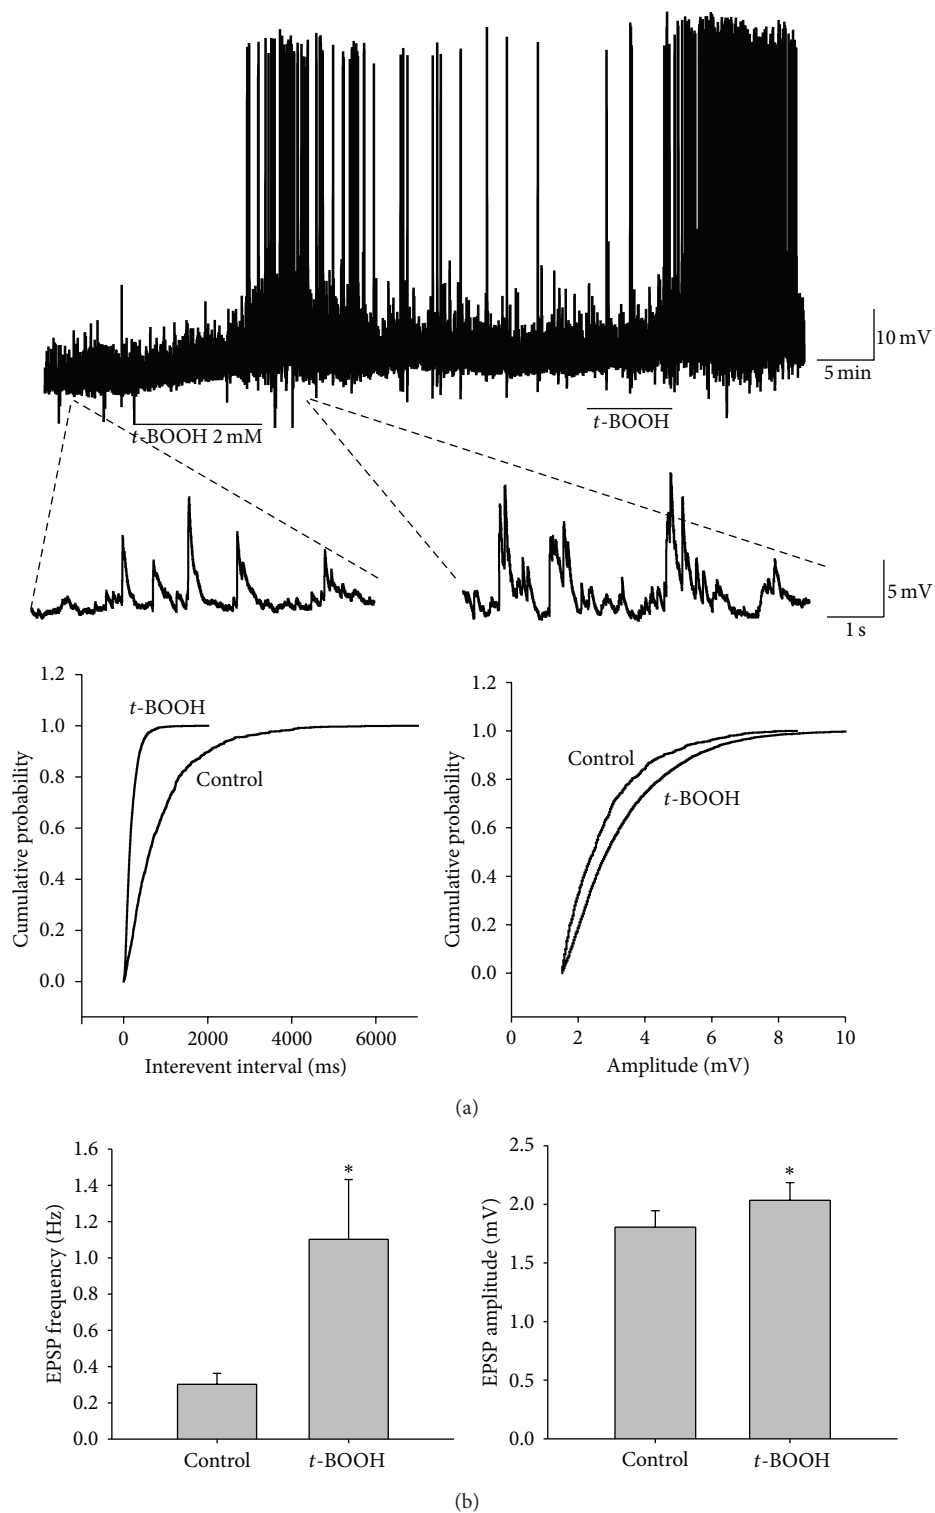 10 mV
5 min
t-BOOH 2 mM
t-BOOH
5 mV
1 s
1.2
1.0
0.8
0.6
0.4
0.2
0.0
Cumulative probability
t-BOOH
Control
0
2000
4000
6000
Interevent interval (ms)
1.2
1.0
0.8
0.6
0.4
0.2
0.0
Cumulative probability
Control
t-BOOH
0
2
4
6
8
10
Amplitude (mV)
(a)
1.6
1.4
1.2
1.0
0.8
0.6
0.4
0.2
0.0
EPSP frequency (Hz)
*
Control
t-BOOH
2.5
2.0
1.5
1.0
0.5
0.0
EPSP amplitude (mV)
*
Control
t-BOOH
(b)